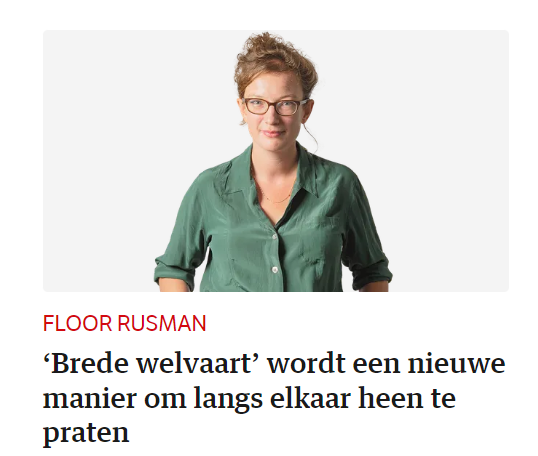 FLOOR RUSMAN
‘Brede welvaart’ wordt een nieuwe
manier om langs elkaar heen te
praten